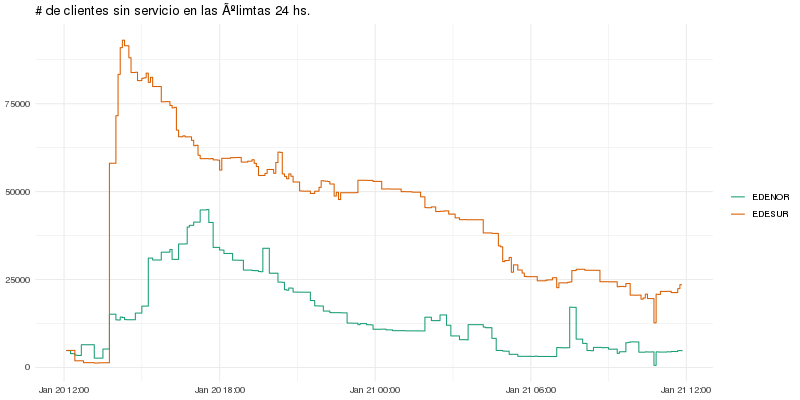 # de clientes sin servicio en las Ãºlimtas 24 hs.
75000
50000
25000
0
Jan 20 12:00
Jan 20 18:00
Jan 21 00:00
Jan 21 06:00
Jan 21 12:00
EDENOR
EDESUR